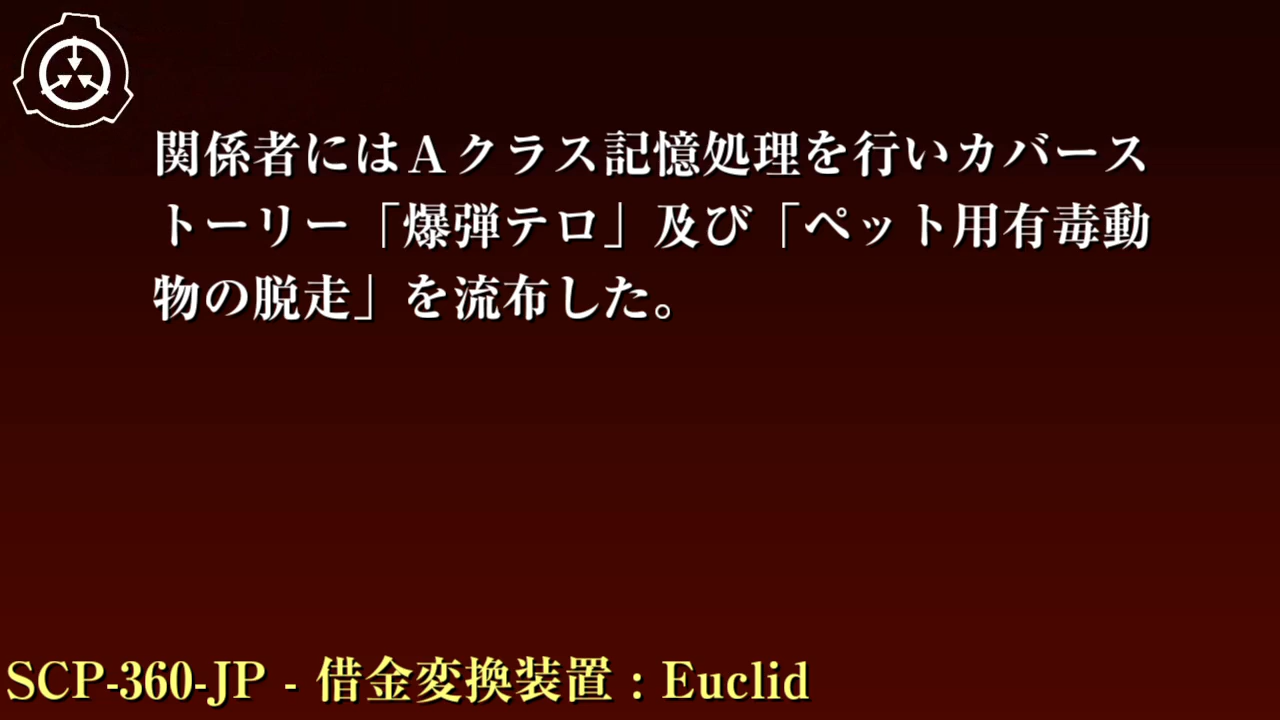 関係者にはＡクラス記憶処理を行いカバース
トーリー「爆弾テロ」及び「ペット用有毒動
物の脱走」を流布した。
SCP-360-JP - 借金変換装置：Euclid